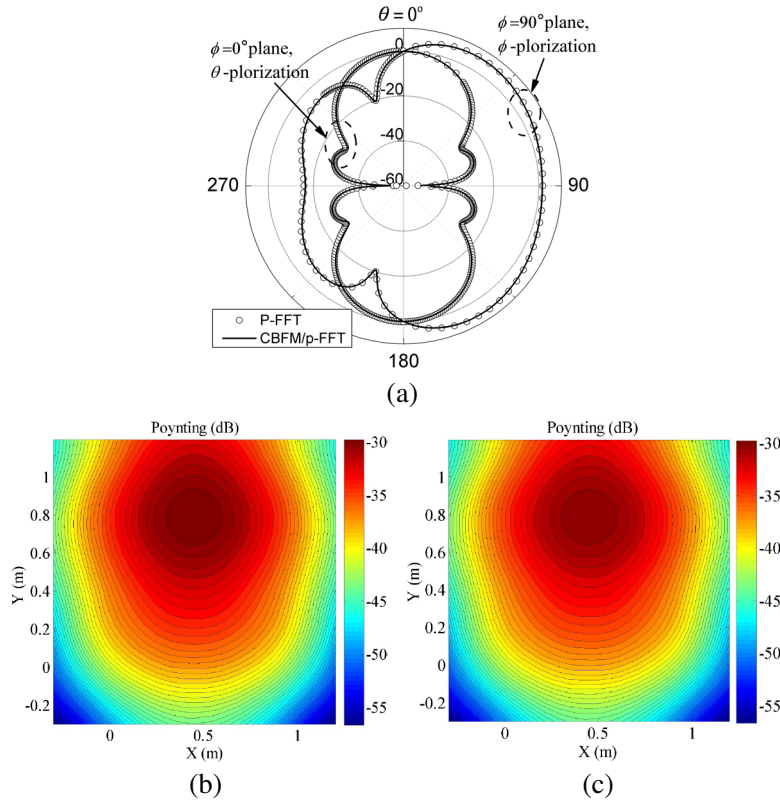 θ=0°
ϕ=0°plane,
θ-plorization
ϕ=90°plane,
ϕ-plorization
0
-20
-40
-60
270
90
P-FFT
CBFM/p-FFT
180
(a)
Poynting (dB)
1
0.8
0.6
0.4
0.2
0
-0.2
Y (m)
0
0.5
1
X (m)
-30
-35
-40
-45
-50
-55
(b)
Poynting (dB)
1
0.8
0.6
0.4
0.2
0
-0.2
Y (m)
0
0.5
1
X (m)
-30
-35
-40
-45
-50
-55
(c)